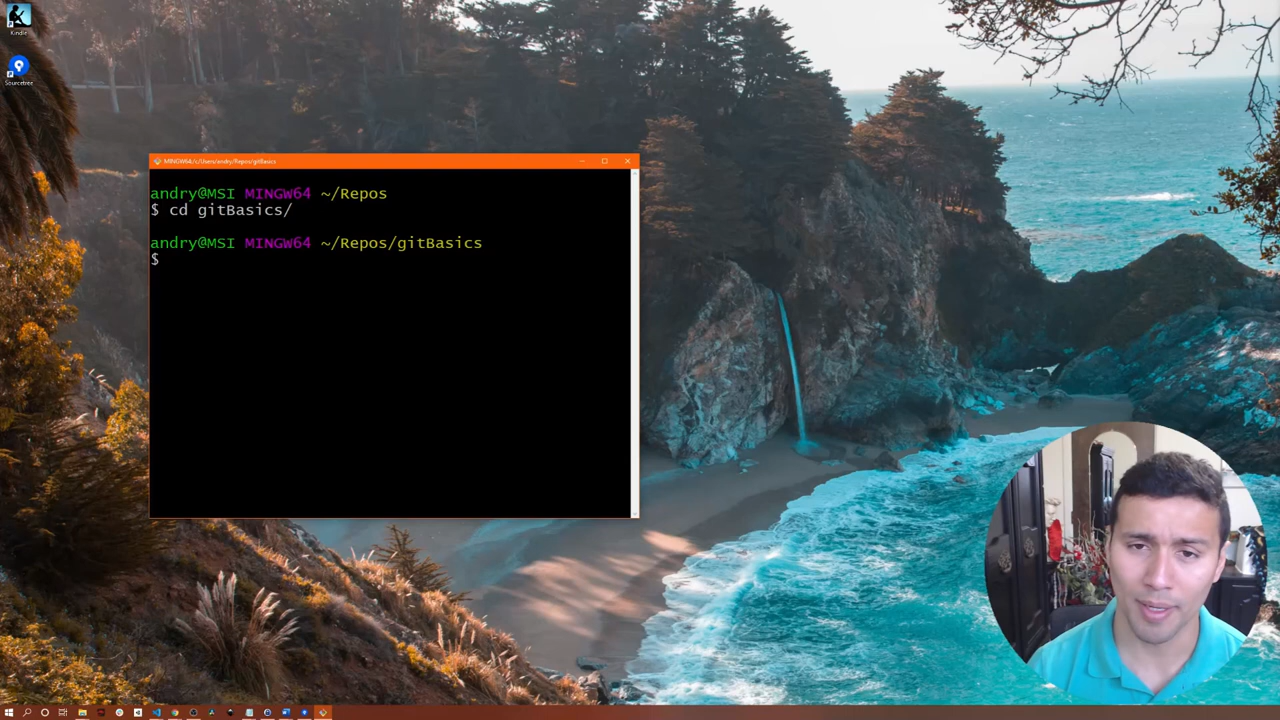 Kindle
Sourcetree
MINGW64:/c/Users/andry/Repos/gitBasics
andry@MSI MINGW64 ~/Repos
$ cd gitBasics/
andry@MSI MINGW64 ~/Repos/gitBasics
$